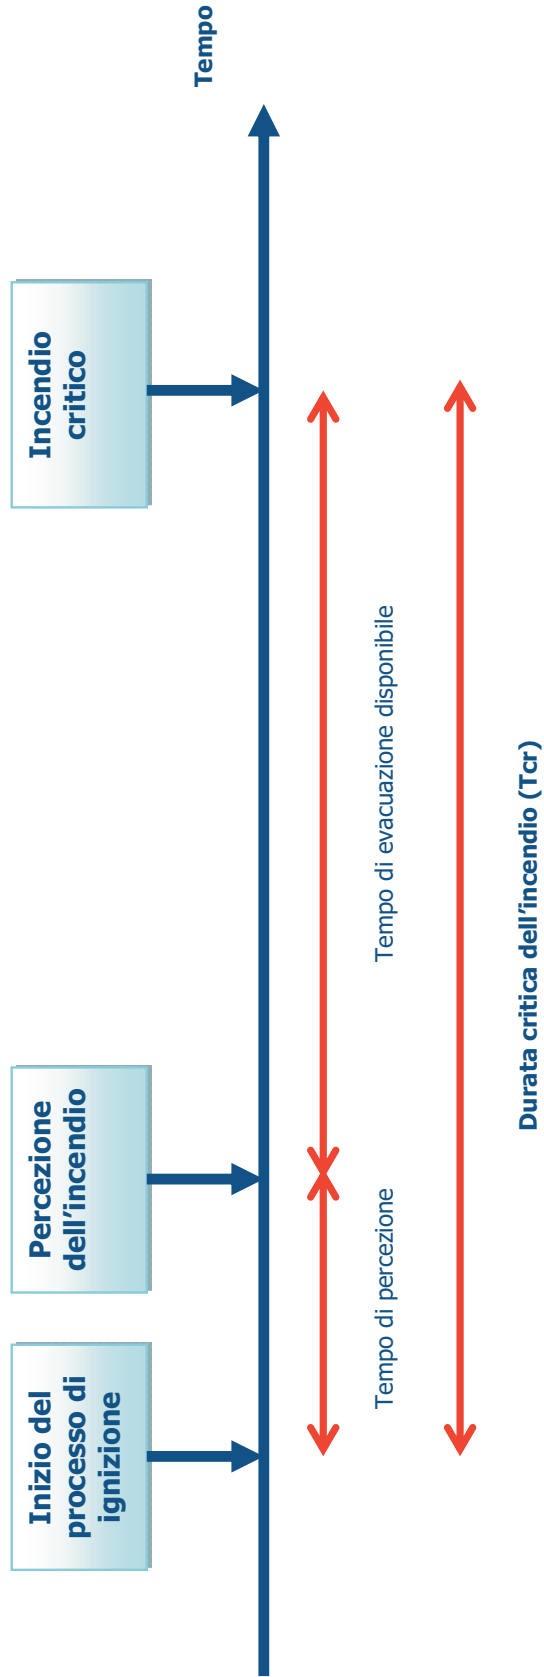 Inizio del
processo di
ignizione
Percezione
dell’incendio
Incendio
critico
Tempo
Tempo di percezione
Tempo di evacuazione disponibile
Durata critica dell’incendio (Tcr)